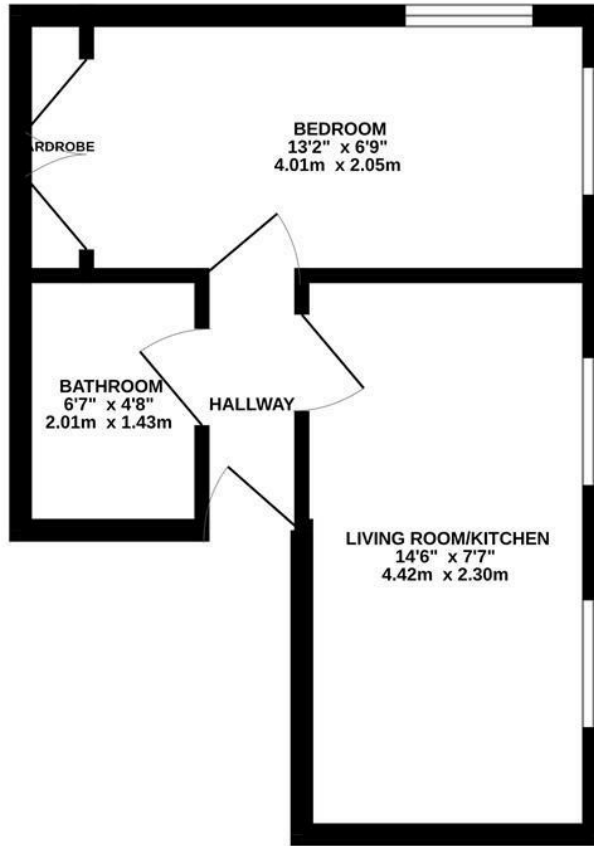 BEDROOM
13'2" x 6'9"
4.01m x 2.05m
ARDROBE
BATHROOM
6'7" x 4'8"
2.01m x 1.43m
HALLWAY
LIVING ROOM/KITCHEN
14'6" x 7'7"
4.42m x 2.30m